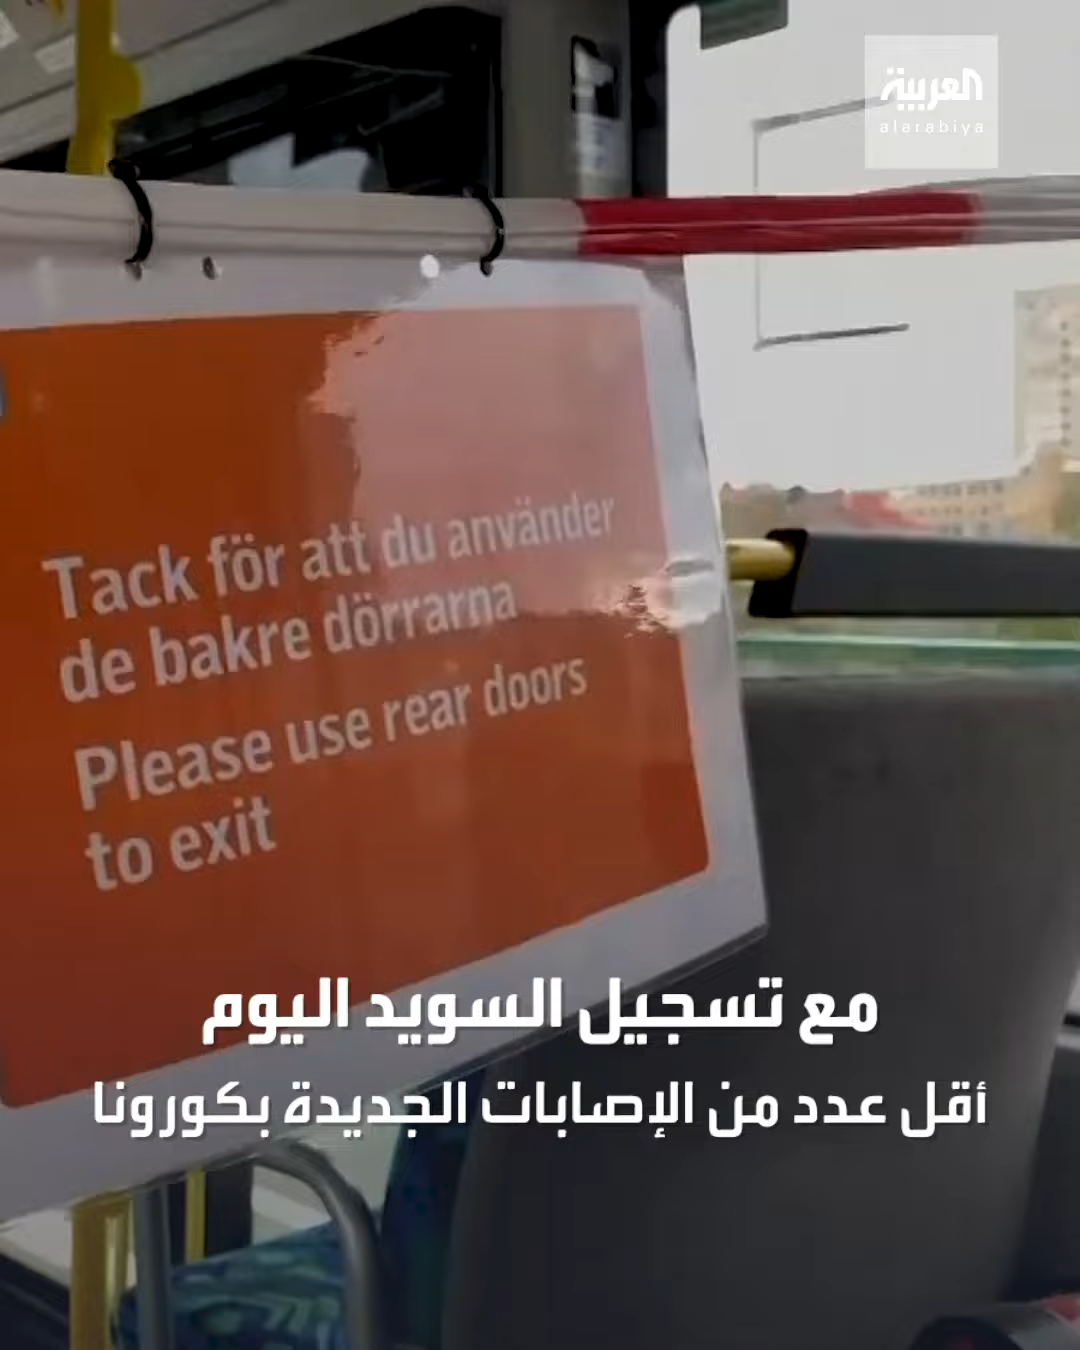 العربية
alarabiya
Tack för att du använder
de bakre dörrarna
Please use rear doors
to exit
مع تسجيل السويد اليوم
أقل عدد من الإصابات الجديدة بكورونا